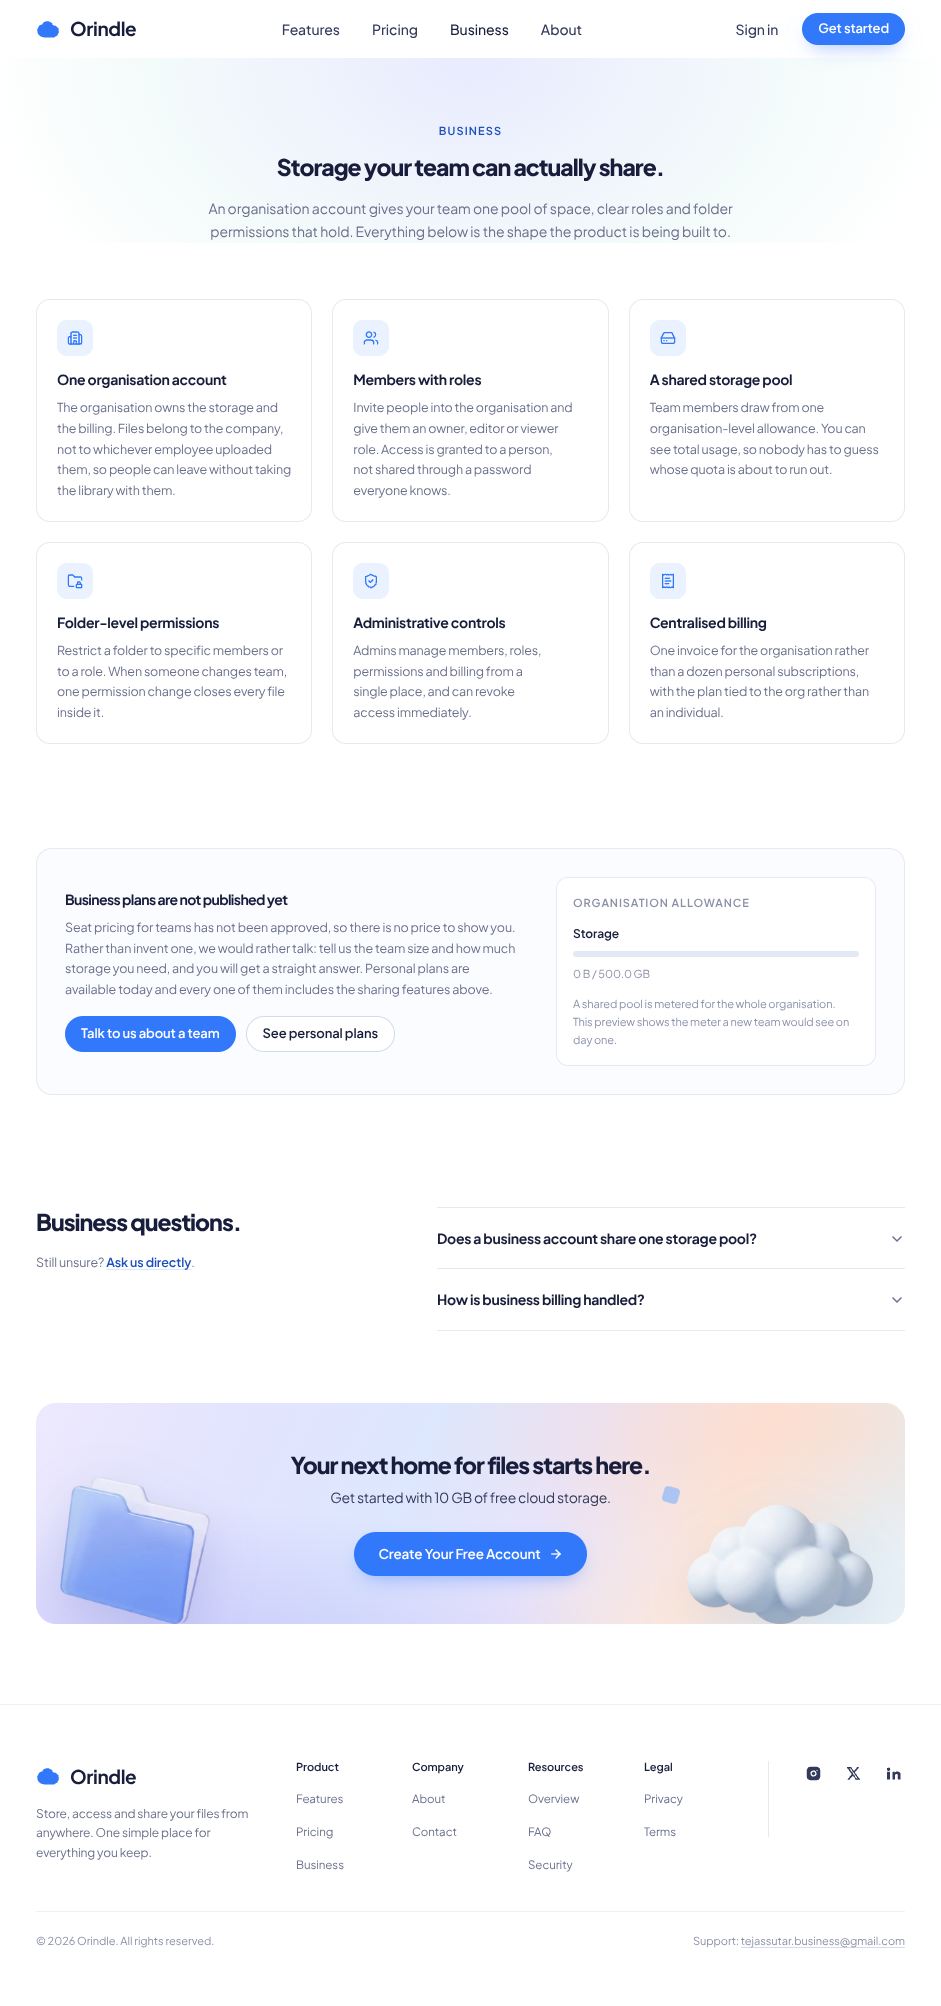 Orindle
Features
Pricing
Business
About
Sign in
Get started
BUSINESS
Storage your team can actually share.
An organisation account gives your team one pool of space, clear roles and folder
permissions that hold. Everything below is the shape the product is being built to.
One organisation account
The organisation owns the storage and
the billing. Files belong to the company,
not to whichever employee uploaded
them, so people can leave without taking
the library with them.
Members with roles
Invite people into the organisation and
give them an owner, editor or viewer
role. Access is granted to a person,
not shared through a password
everyone knows.
A shared storage pool
Team members draw from one
organisation-level allowance. You can
see total usage, so nobody has to guess
whose quota is about to run out.
Folder-level permissions
Restrict a folder to specific members or
to a role. When someone changes team,
one permission change closes every file
inside it.
Administrative controls
Admins manage members, roles,
permissions and billing from a
single place, and can revoke
access immediately.
Centralised billing
One invoice for the organisation rather
than a dozen personal subscriptions,
with the plan tied to the org rather than
an individual.
Business plans are not published yet
Seat pricing for teams has not been approved, so there is no price to show you.
Rather than invent one, we would rather talk: tell us the team size and how much
storage you need, and you will get a straight answer. Personal plans are
available today and every one of them includes the sharing features above.
Talk to us about a team
See personal plans
ORGANISATION ALLOWANCE
Storage
0 B / 500.0 GB
A shared pool is metered for the whole organisation.
This preview shows the meter a new team would see on
day one.
Business questions.
Still unsure? Ask us directly.
Does a business account share one storage pool?
How is business billing handled?
Your next home for files starts here.
Get started with 10 GB of free cloud storage.
Create Your Free Account
Orindle
Store, access and share your files from
anywhere. One simple place for
everything you keep.
Product
Features
Pricing
Business
Company
About
Contact
Resources
Overview
FAQ
Security
Legal
Privacy
Terms
© 2026 Orindle. All rights reserved.
Support: tejassutar.business@gmail.com